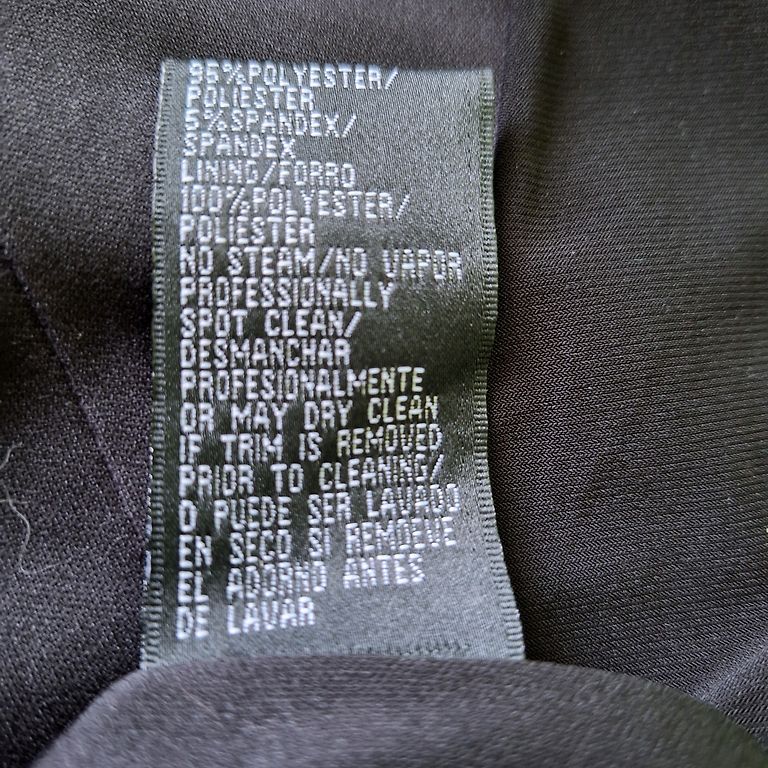 95%POLYESTER/
POLIESTER
5%SPANDEX/
SPANDEX
LINING/FORRO
100%POLYESTER/
POLIESTER
NO STEAM/NO VAPOR
PROFESSIONALLY
SPOT CLEAN/
DESMANCHAR
PROFESIONALMENTE
OR MAY DRY CLEAN
IF TRIM IS REMOVED
PRIOR TO CLEANING/
O PUEDE SER LAVADO
EN SECO SI REMUEVE
EL ADORNO ANTES
DE LAVAR